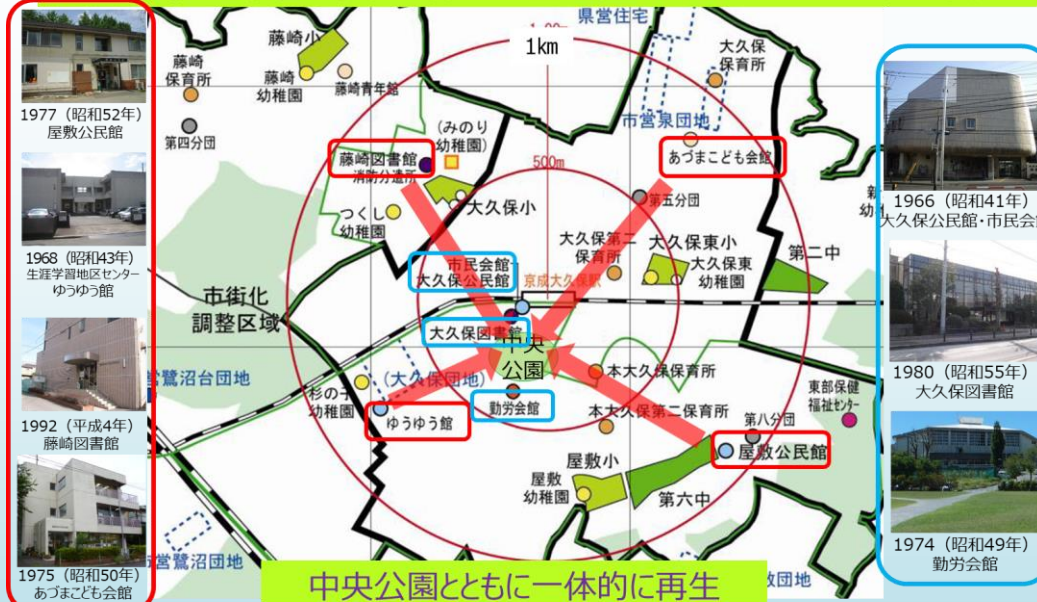 1977（昭和52年）
屋敷公民館
1968（昭和43年）
生涯学習地区センター
ゆうゆう館
1992（平成4年）
藤崎図書館
1975（昭和50年）
あづまこども会館
県営住宅
1km
藤崎小
藤崎
保育所
藤崎
幼稚園
藤崎青年館
第四分団
大久保
保育所
市営泉団地
（みのり
幼稚園）
藤崎図書館
消防分遣所
あづまこども会館
500m
つくし
幼稚園
大久保小
第五分団
大久保第二
保育所
大久保東小
大久保東
幼稚園
第二中
市民会館
大久保公民館
京成大久保駅
市街化
調整区域
大久保図書館
中央
公園
営鷺沼台団地
（大久保団地）
杉の子
幼稚園
ゆうゆう館
勤労会館
本大久保保育所
本大久保第二保育所
東部保健
福祉センター
第八分団
屋敷公民館
屋敷小
屋敷
幼稚園
第六中
営鷺沼団地
団地
中央公園とともに一体的に再生
1966（昭和41年）
大久保公民館・市民会館
1980（昭和55年）
大久保図書館
1974（昭和49年）
勤労会館